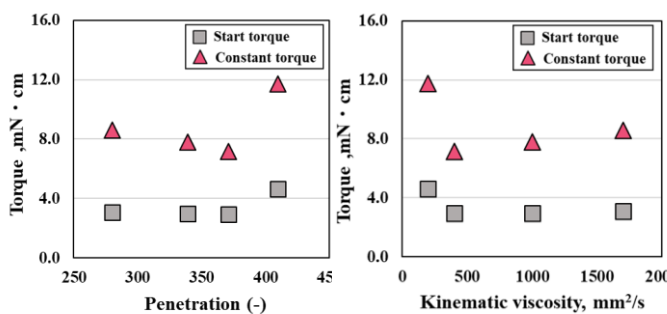 16.0
12.0
8.0
4.0
0.0
Torque ,mN・cm
Start torque
Constant torque
250 300 350 400 45
Penetration (-)
16.0
12.0
8.0
4.0
0.0
Torque ,mN・cm
Start torque
Constant torque
0 500 1000 1500 200
Kinematic viscosity, mm²/s